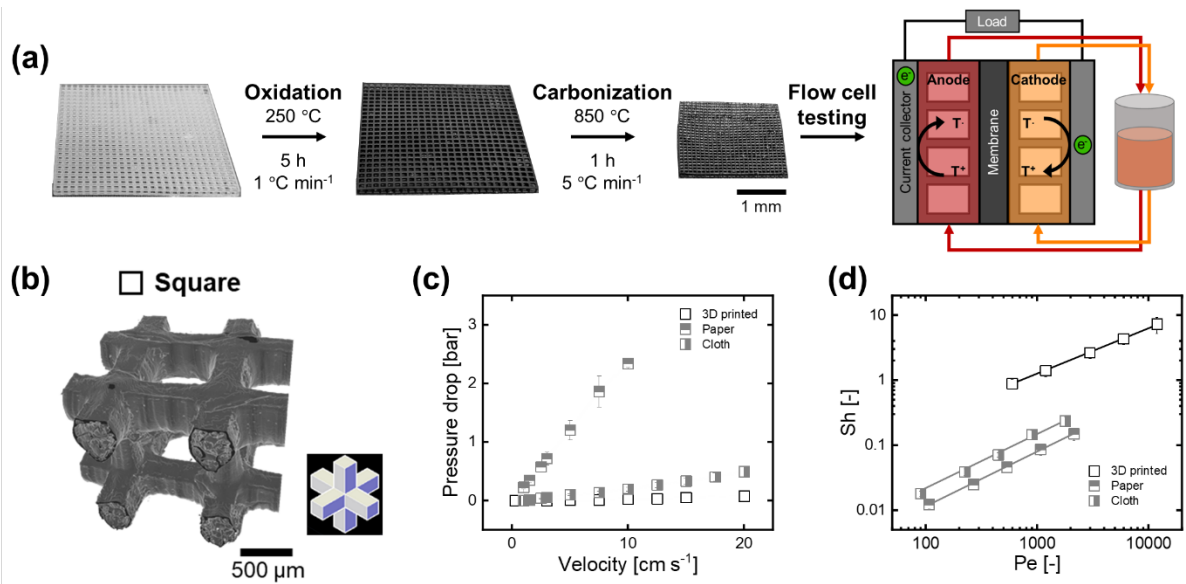 (a)
Oxidation
250 °C
5 h
1 °C min⁻¹
Carbonization
850 °C
1 h
5 °C min⁻¹
1 mm
Flow cell
testing
Load
e⁻
Anode
Cathode
Current collector
Membrane
T⁻
T⁻
T⁺
T⁺
e⁻
(b)
Square
500 µm
(c)
Pressure drop [bar]
3
2
1
0
3D printed
Paper
Cloth
0
10
20
Velocity [cm s⁻¹]
(d)
Sh [-]
10
1
0.1
0.01
3D printed
Paper
Cloth
100
1000
10000
Pe [-]